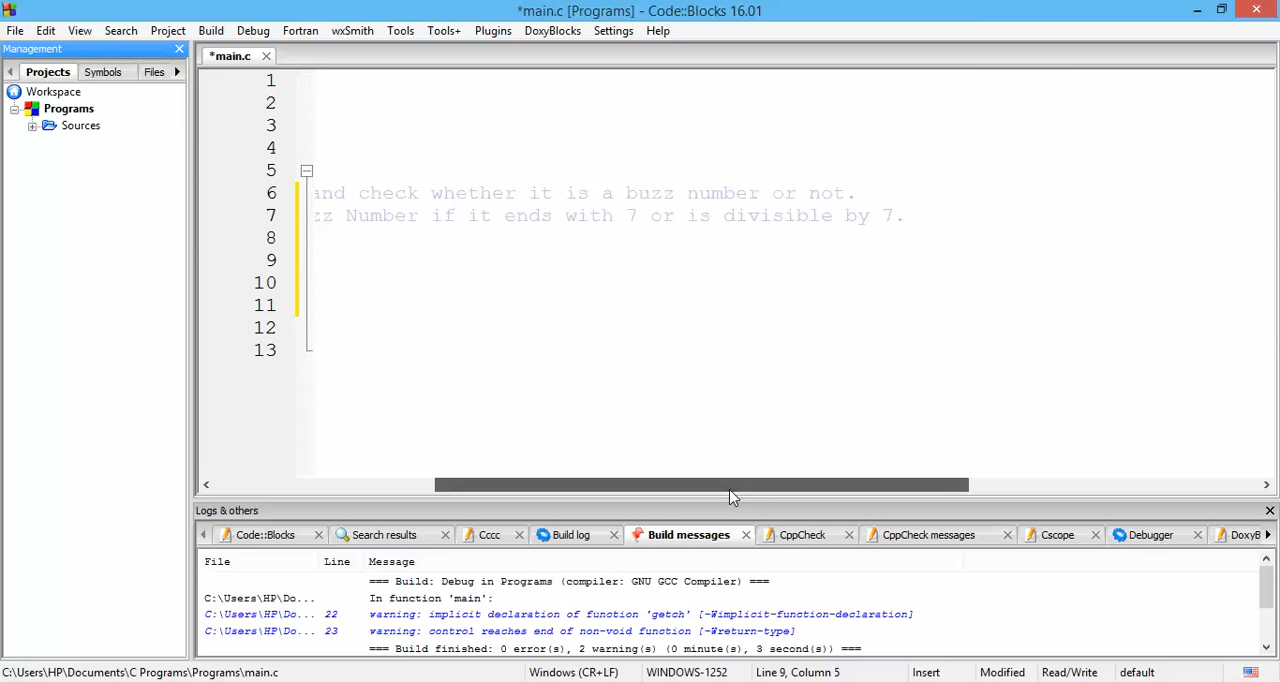 *main.c [Programs] - Code::Blocks 16.01
File Edit View Search Project Build Debug Fortran wxSmith Tools Tools+ Plugins DoxyBlocks Settings Help
Management
*main.c
Projects Symbols Files
Workspace
Programs
Sources
1
2
3
4
5
6 and check whether it is a buzz number or not.
7 zz Number if it ends with 7 or is divisible by 7.
8
9
10
11
12
13
Logs & others
Code::Blocks Search results Cccc Build log Build messages CppCheck CppCheck messages Cscope Debugger DoxyB
File Line Message
=== Build: Debug in Programs (compiler: GNU GCC Compiler) ===
C:\Users\HP\Do... In function 'main':
C:\Users\HP\Do... 22 warning: implicit declaration of function 'getch' [-Wimplicit-function-declaration]
C:\Users\HP\Do... 23 warning: control reaches end of non-void function [-Wreturn-type]
=== Build finished: 0 error(s), 2 warning(s) (0 minute(s), 3 second(s)) ===
C:\Users\HP\Documents\C Programs\Programs\main.c Windows (CR+LF) WINDOWS-1252 Line 9, Column 5 Insert Modified Read/Write default